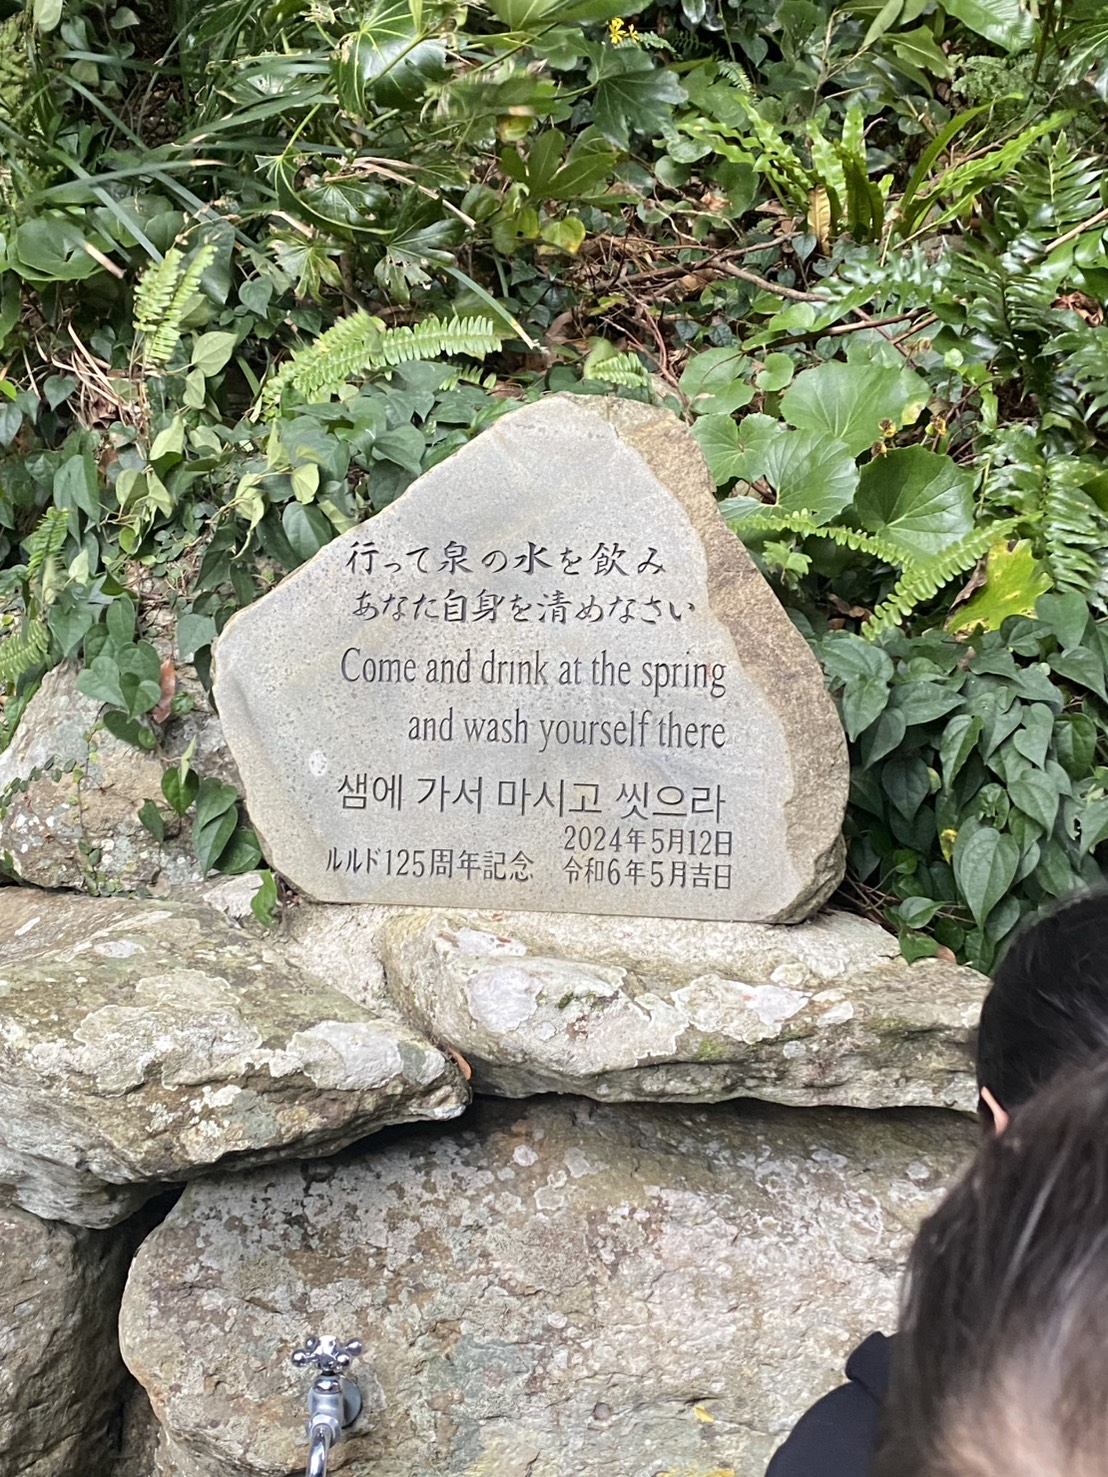 行って泉の水を飲み
あなた自身を清めなさい
Come and drink at the spring
and wash yourself there
샘에 가서 마시고 씻으라
2024年5月12日
ルルド125周年記念 令和6年5月吉日